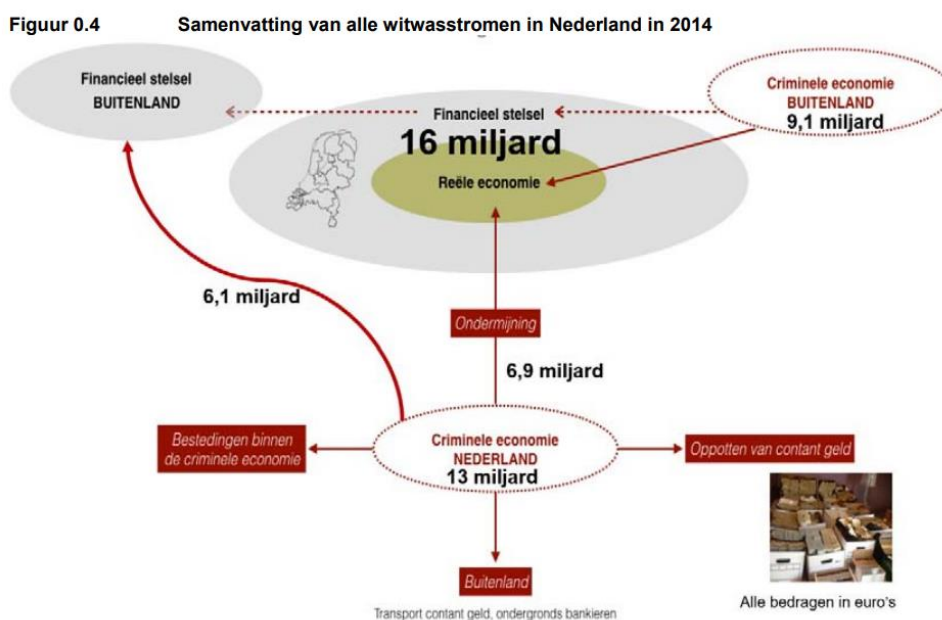 Figuur 0.4 Samenvatting van alle witwasstromen in Nederland in 2014
Financieel stelsel
BUITENLAND
Criminele economie
BUITENLAND
9,1 miljard
Financieel stelsel
16 miljard
Reële economie
6,1 miljard
Ondermijning
6,9 miljard
Bestedingen binnen
de criminele economie
Criminele economie
NEDERLAND
13 miljard
Oppotten van contant geld
Buitenland
Transport contant geld, ondergronds bankieren
Alle bedragen in euro's